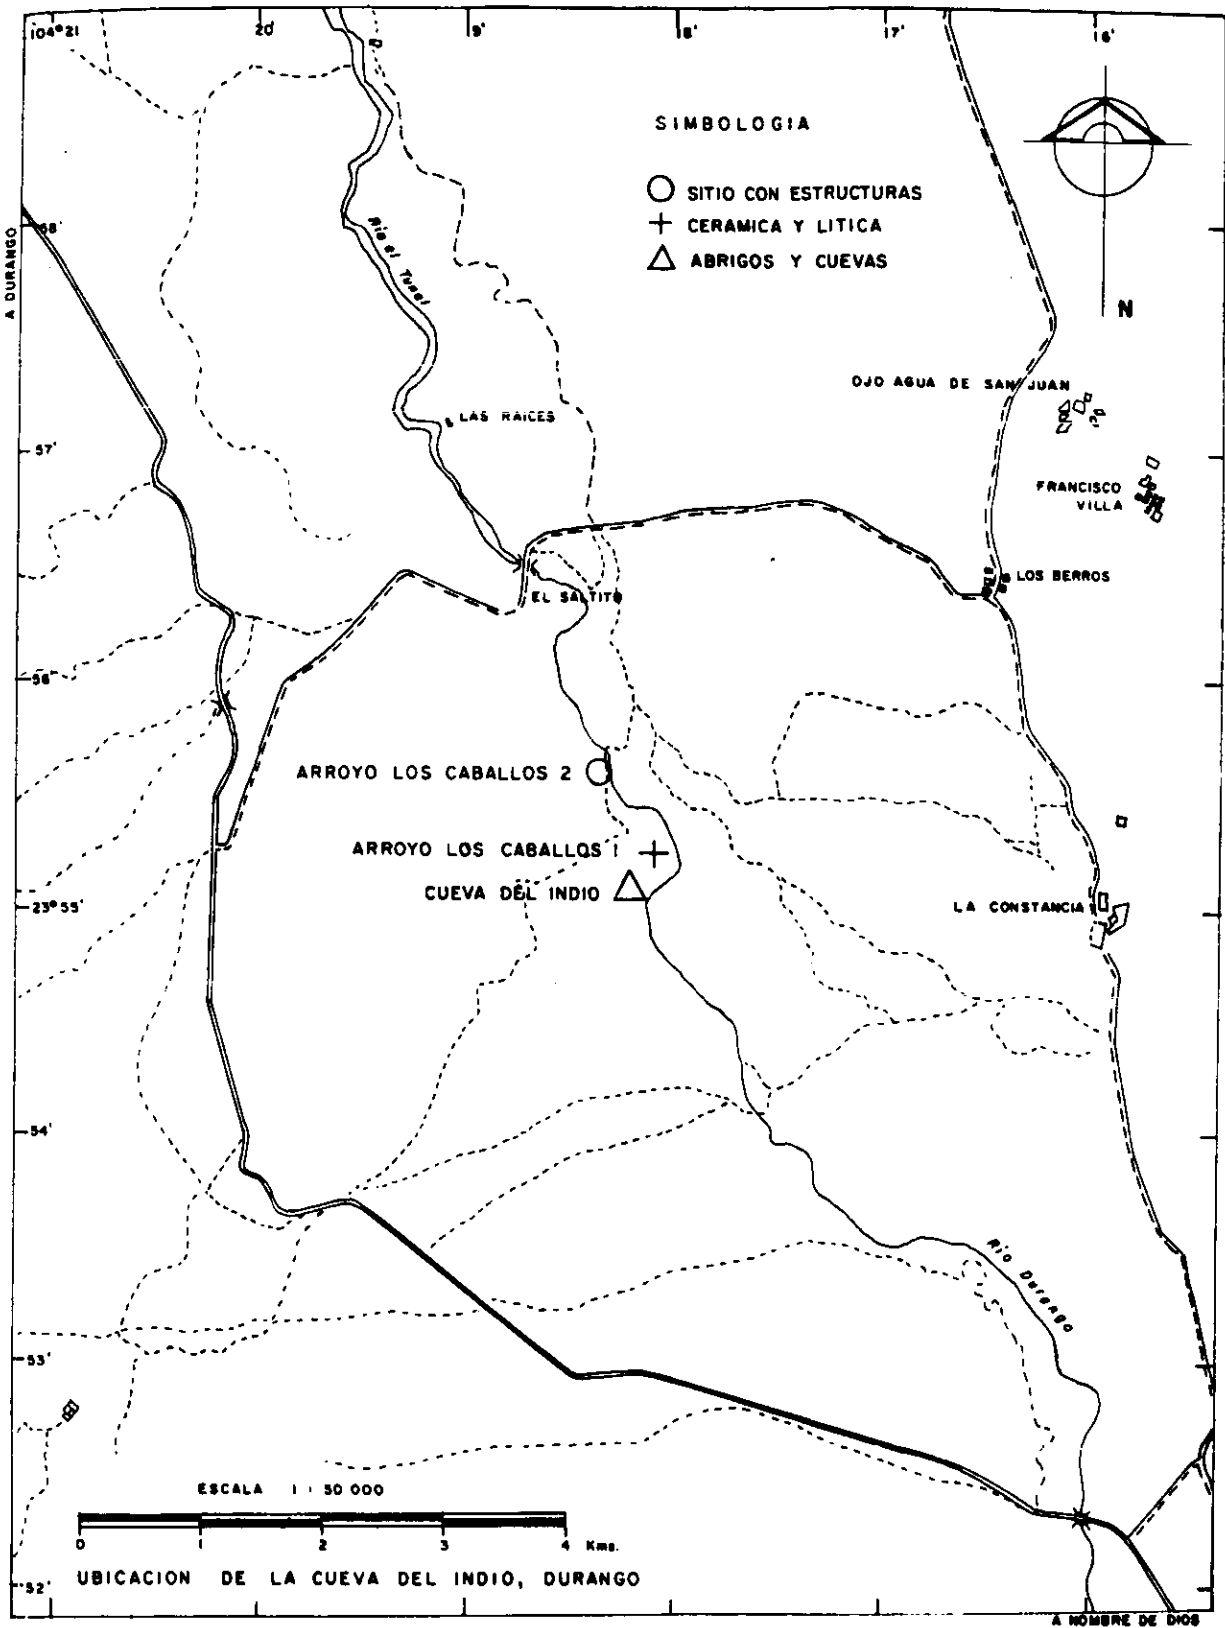 104°21
20'
19'
18'
17'
16'
SIMBOLOGIA
SITIO CON ESTRUCTURAS
CERAMICA Y LITICA
ABRIGOS Y CUEVAS
N
A DURANGO
58'
Río el Tunal
OJO AGUA DE SAN JUAN
LAS RAICES
57'
FRANCISCO
VILLA
LOS BERROS
EL SALTITO
56'
ARROYO LOS CABALLOS 2
ARROYO LOS CABALLOS 1
CUEVA DEL INDIO
23°55'
LA CONSTANCIA
54'
Río Durango
53'
ESCALA 1 : 50 000
0 1 2 3 4 Kms.
UBICACION DE LA CUEVA DEL INDIO, DURANGO
52'
A NOMBRE DE DIOS